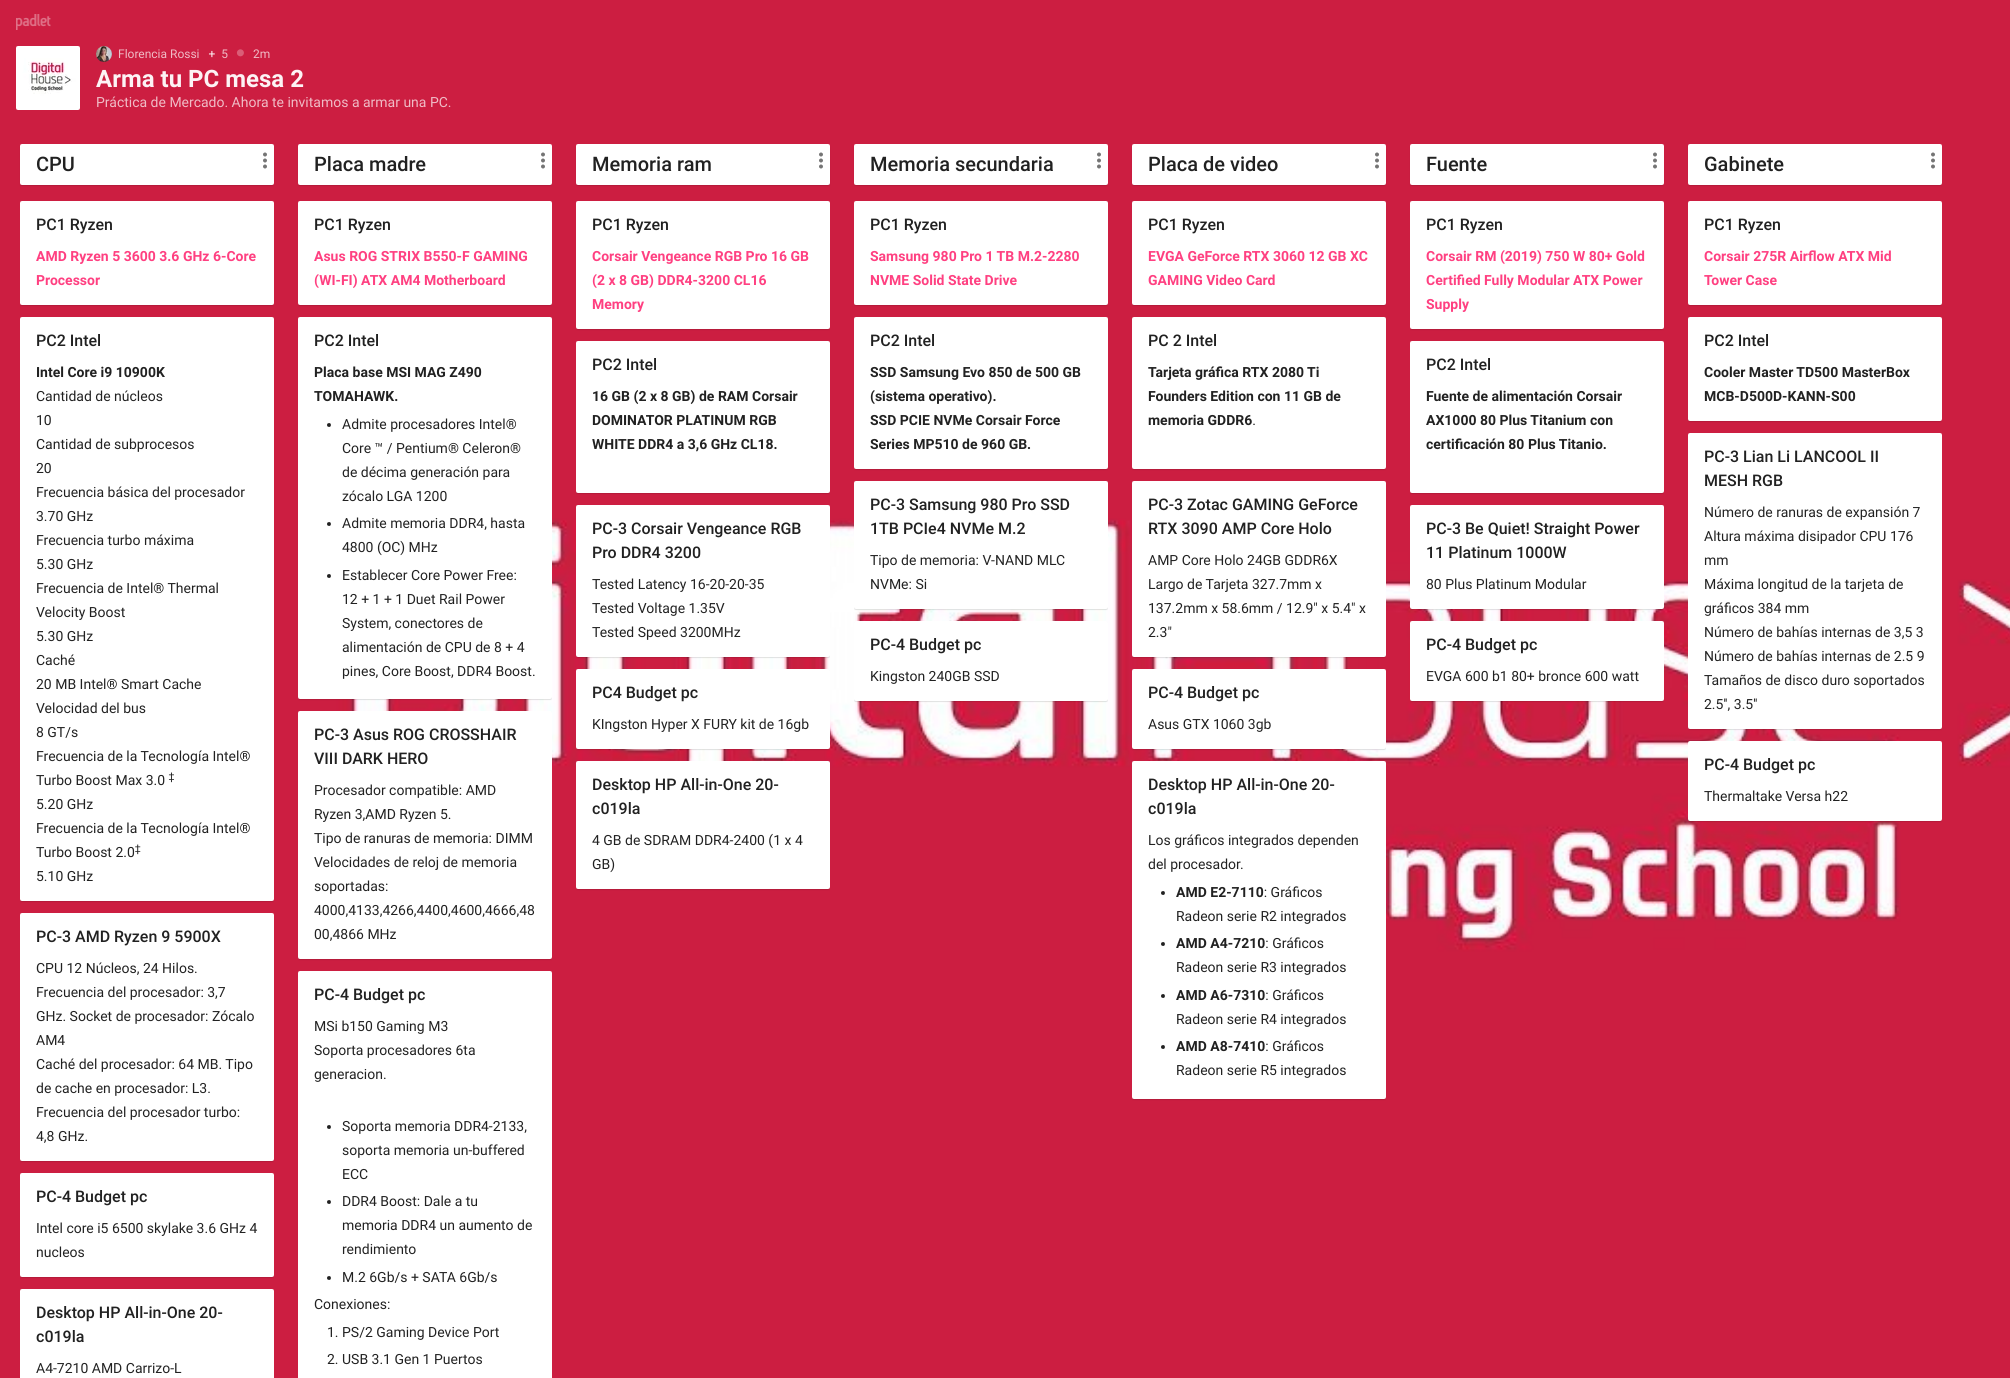 padlet
Digital
House>
Coding School
Florencia Rossi + 5 2m
Arma tu PC mesa 2
Práctica de Mercado. Ahora te invitamos a armar una PC.
CPU
PC1 Ryzen
AMD Ryzen 5 3600 3.6 GHz 6-Core
Processor
PC2 Intel
Intel Core i9 10900K
Cantidad de núcleos
10
Cantidad de subprocesos
20
Frecuencia básica del procesador
3.70 GHz
Frecuencia turbo máxima
5.30 GHz
Frecuencia de Intel® Thermal
Velocity Boost
5.30 GHz
Caché
20 MB Intel® Smart Cache
Velocidad del bus
8 GT/s
Frecuencia de la Tecnología Intel®
Turbo Boost Max 3.0 ‡
5.20 GHz
Frecuencia de la Tecnología Intel®
Turbo Boost 2.0‡
5.10 GHz
PC-3 AMD Ryzen 9 5900X
CPU 12 Núcleos, 24 Hilos.
Frecuencia del procesador: 3,7
GHz. Socket de procesador: Zócalo
AM4
Caché del procesador: 64 MB. Tipo
de cache en procesador: L3.
Frecuencia del procesador turbo:
4,8 GHz.
PC-4 Budget pc
Intel core i5 6500 skylake 3.6 GHz 4
nucleos
Desktop HP All-in-One 20-
c019la
A4-7210 AMD Carrizo-L
Placa madre
PC1 Ryzen
Asus ROG STRIX B550-F GAMING
(WI-FI) ATX AM4 Motherboard
PC2 Intel
Placa base MSI MAG Z490
TOMAHAWK.
• Admite procesadores Intel®
Core ™ / Pentium® Celeron®
de décima generación para
zócalo LGA 1200
• Admite memoria DDR4, hasta
4800 (OC) MHz
• Establecer Core Power Free:
12 + 1 + 1 Duet Rail Power
System, conectores de
alimentación de CPU de 8 + 4
pines, Core Boost, DDR4 Boost.
PC-3 Asus ROG CROSSHAIR
VIII DARK HERO
Procesador compatible: AMD
Ryzen 3,AMD Ryzen 5.
Tipo de ranuras de memoria: DIMM
Velocidades de reloj de memoria
soportadas:
4000,4133,4266,4400,4600,4666,48
00,4866 MHz
PC-4 Budget pc
MSi b150 Gaming M3
Soporta procesadores 6ta
generacion.
• Soporta memoria DDR4-2133,
soporta memoria un-buffered
ECC
• DDR4 Boost: Dale a tu
memoria DDR4 un aumento de
rendimiento
• M.2 6Gb/s + SATA 6Gb/s
Conexiones:
1. PS/2 Gaming Device Port
2. USB 3.1 Gen 1 Puertos
Memoria ram
PC1 Ryzen
Corsair Vengeance RGB Pro 16 GB
(2 x 8 GB) DDR4-3200 CL16
Memory
PC2 Intel
16 GB (2 x 8 GB) de RAM Corsair
DOMINATOR PLATINUM RGB
WHITE DDR4 a 3,6 GHz CL18.
PC-3 Corsair Vengeance RGB
Pro DDR4 3200
Tested Latency 16-20-20-35
Tested Voltage 1.35V
Tested Speed 3200MHz
PC4 Budget pc
KIngston Hyper X FURY kit de 16gb
Desktop HP All-in-One 20-
c019la
4 GB de SDRAM DDR4-2400 (1 x 4
GB)
Memoria secundaria
PC1 Ryzen
Samsung 980 Pro 1 TB M.2-2280
NVME Solid State Drive
PC2 Intel
SSD Samsung Evo 850 de 500 GB
(sistema operativo).
SSD PCIE NVMe Corsair Force
Series MP510 de 960 GB.
PC-3 Samsung 980 Pro SSD
1TB PCIe4 NVMe M.2
Tipo de memoria: V-NAND MLC
NVMe: Si
PC-4 Budget pc
Kingston 240GB SSD
Placa de video
PC1 Ryzen
EVGA GeForce RTX 3060 12 GB XC
GAMING Video Card
PC 2 Intel
Tarjeta gráfica RTX 2080 Ti
Founders Edition con 11 GB de
memoria GDDR6.
PC-3 Zotac GAMING GeForce
RTX 3090 AMP Core Holo
AMP Core Holo 24GB GDDR6X
Largo de Tarjeta 327.7mm x
137.2mm x 58.6mm / 12.9" x 5.4" x
2.3"
PC-4 Budget pc
Asus GTX 1060 3gb
Desktop HP All-in-One 20-
c019la
Los gráficos integrados dependen
del procesador.
• AMD E2-7110: Gráficos
Radeon serie R2 integrados
• AMD A4-7210: Gráficos
Radeon serie R3 integrados
• AMD A6-7310: Gráficos
Radeon serie R4 integrados
• AMD A8-7410: Gráficos
Radeon serie R5 integrados
Fuente
PC1 Ryzen
Corsair RM (2019) 750 W 80+ Gold
Certified Fully Modular ATX Power
Supply
PC2 Intel
Fuente de alimentación Corsair
AX1000 80 Plus Titanium con
certificación 80 Plus Titanio.
PC-3 Be Quiet! Straight Power
11 Platinum 1000W
80 Plus Platinum Modular
PC-4 Budget pc
EVGA 600 b1 80+ bronce 600 watt
Gabinete
PC1 Ryzen
Corsair 275R Airflow ATX Mid
Tower Case
PC2 Intel
Cooler Master TD500 MasterBox
MCB-D500D-KANN-S00
PC-3 Lian Li LANCOOL II
MESH RGB
Número de ranuras de expansión 7
Altura máxima disipador CPU 176
mm
Máxima longitud de la tarjeta de
gráficos 384 mm
Número de bahías internas de 3,5 3
Número de bahías internas de 2.5 9
Tamaños de disco duro soportados
2.5", 3.5"
PC-4 Budget pc
Thermaltake Versa h22
ng School